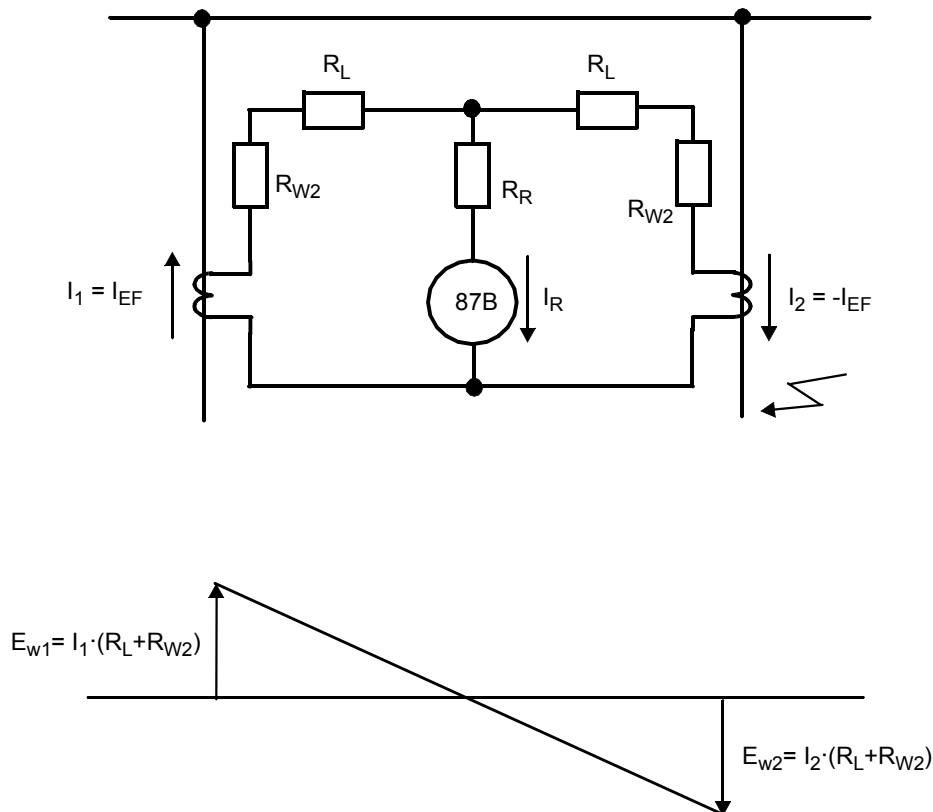 R_L
R_L
R_W2
R_R
R_W2
I_1 = I_EF
87B
I_R
I_2 = -I_EF
E_w1= I_1·(R_L+R_W2)
E_w2= I_2·(R_L+R_W2)